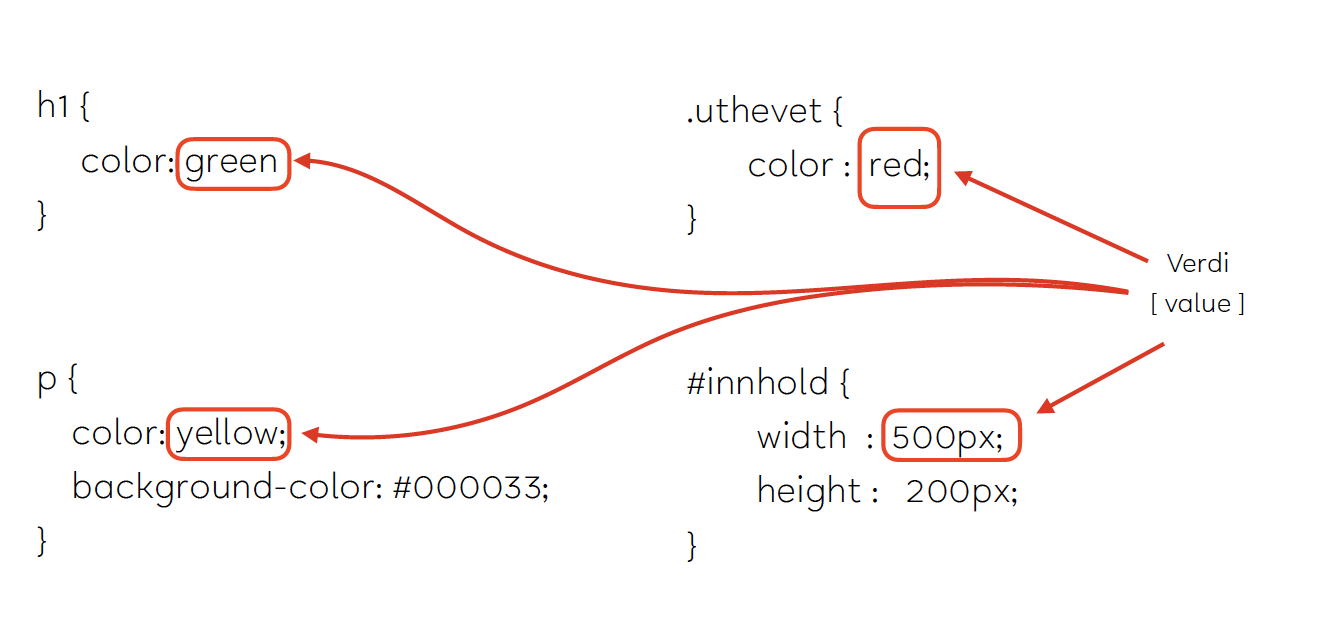 h1 {
color: green
}
.uthevet {
color : red;
}
Verdi
[ value ]
p {
color: yellow;
background-color: #000033;
}
#innhold {
width : 500px;
height : 200px;
}